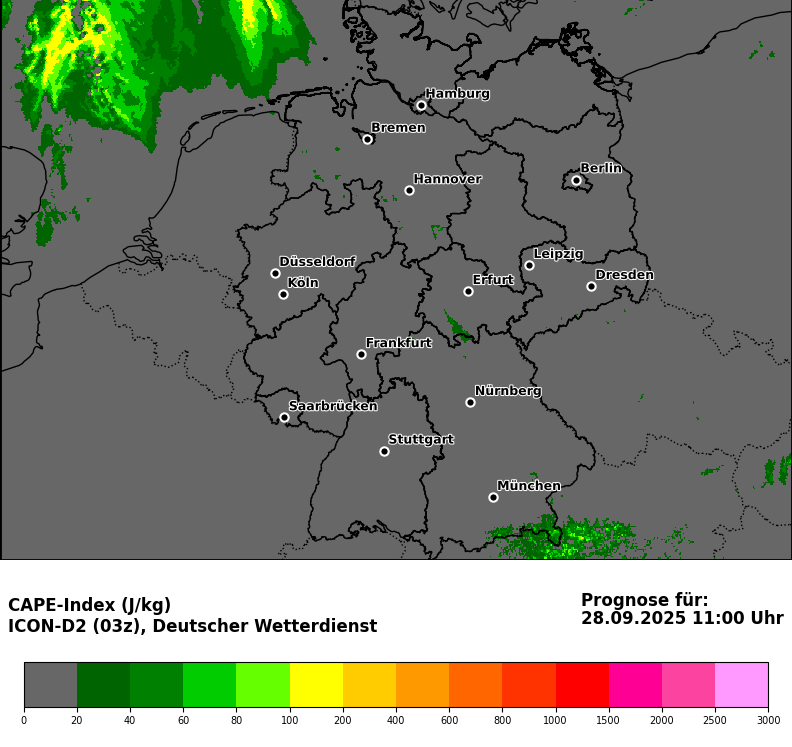 Hamburg
Bremen
Berlin
Hannover
Leipzig
Düsseldorf
Dresden
Erfurt
Köln
Frankfurt
Nürnberg
Saarbrücken
Stuttgart
München
CAPE-Index (J/kg)
ICON-D2 (03z), Deutscher Wetterdienst
Prognose für:
28.09.2025 11:00 Uhr
0 20 40 60 80 100 200 400 600 800 1000 1500 2000 2500 3000